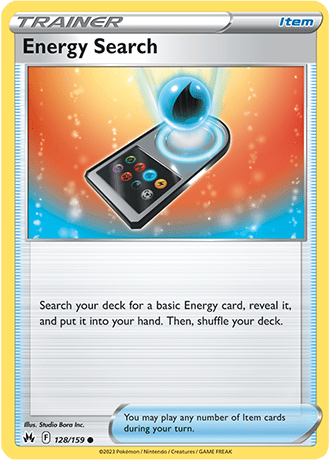 TRAINER
Item
Energy Search
Search your deck for a basic Energy card, reveal it,
and put it into your hand. Then, shuffle your deck.
Illus. Studio Bora Inc.
F 128/159
You may play any number of Item cards
during your turn.
©2023 Pokémon / Nintendo / Creatures / GAME FREAK